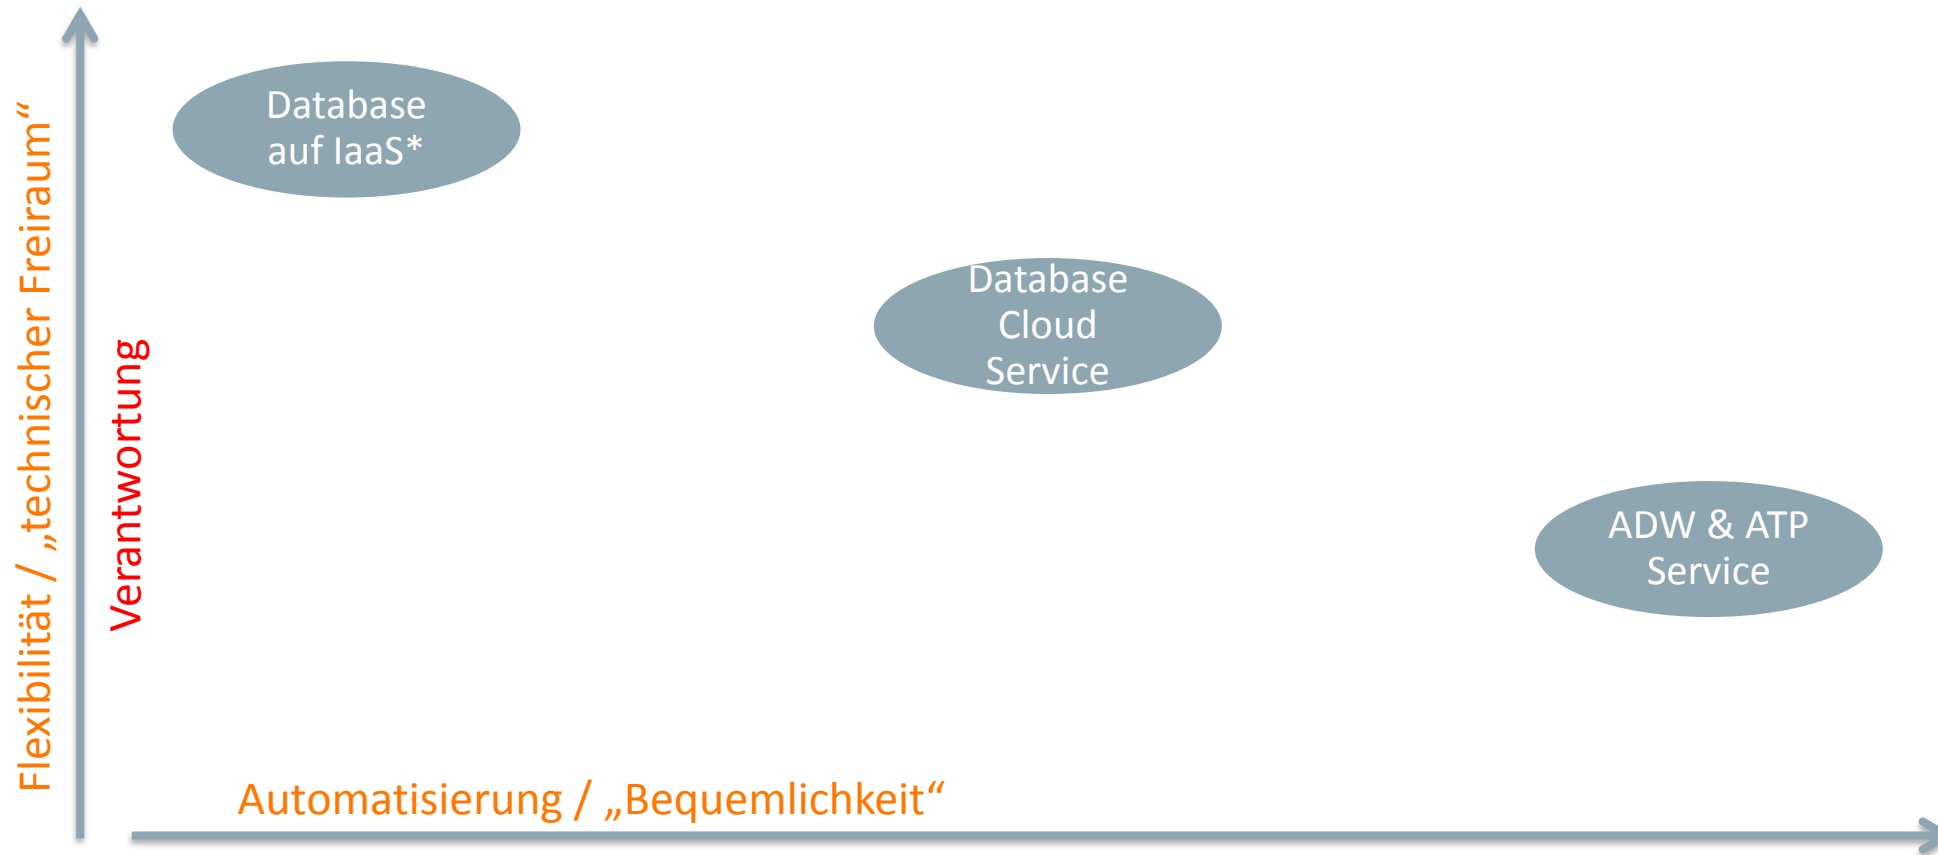 Flexibilität / „technischer Freiraum“
Verantwortung
Database
auf IaaS*
Database
Cloud
Service
ADW & ATP
Service
Automatisierung / „Bequemlichkeit“